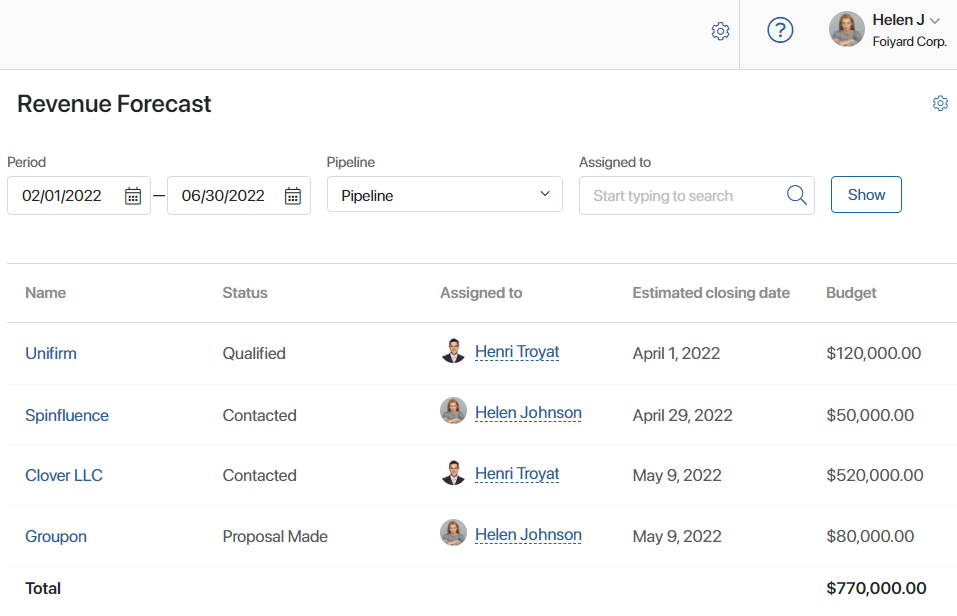 Helen J
Foiyard Corp.
Revenue Forecast
Period
Pipeline
Assigned to
02/01/2022 — 06/30/2022
Pipeline
Start typing to search
Show
Name Status Assigned to Estimated closing date Budget
Unifirm Qualified Henri Troyat April 1, 2022 $120,000.00
Spinfluence Contacted Helen Johnson April 29, 2022 $50,000.00
Clover LLC Contacted Henri Troyat May 9, 2022 $520,000.00
Groupon Proposal Made Helen Johnson May 9, 2022 $80,000.00
Total $770,000.00